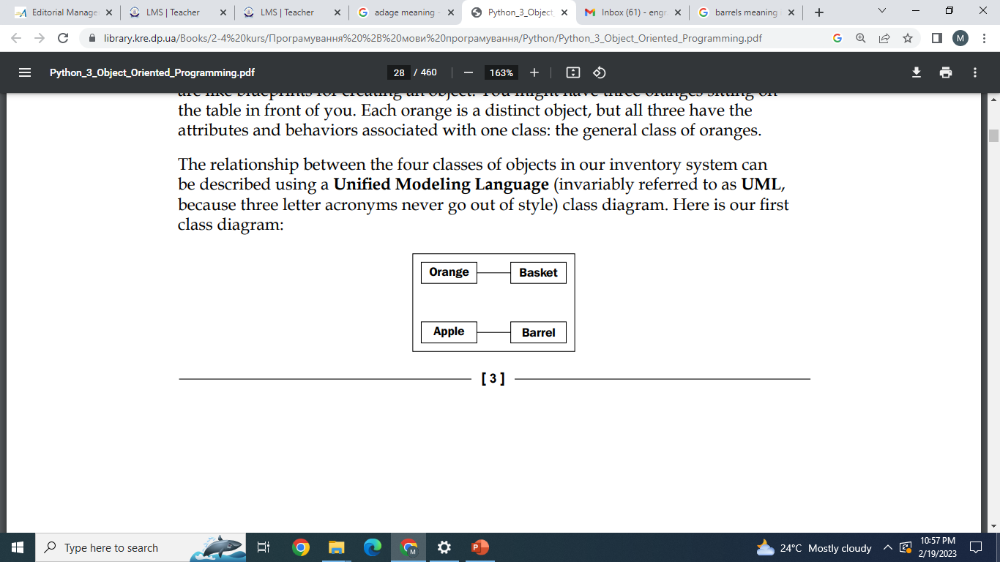 Editorial Manage
LMS | Teacher
LMS | Teacher
adage meaning -
Python_3_Object_
Inbox (61) - engr.
barrels meaning i
library.kre.dp.ua/Books/2-4%20kurs/Програмування%20%2B%20мови%20програмування/Python/Python_3_Object_Oriented_Programming.pdf
M
Python_3_Object_Oriented_Programming.pdf
28 / 460
163%
are like blueprints for creating an object. You might have three oranges sitting on
the table in front of you. Each orange is a distinct object, but all three have the
attributes and behaviors associated with one class: the general class of oranges.
The relationship between the four classes of objects in our inventory system can
be described using a Unified Modeling Language (invariably referred to as UML,
because three letter acronyms never go out of style) class diagram. Here is our first
class diagram:
Orange
Basket
Apple
Barrel
[ 3 ]
Type here to search
24°C Mostly cloudy
10:57 PM
2/19/2023